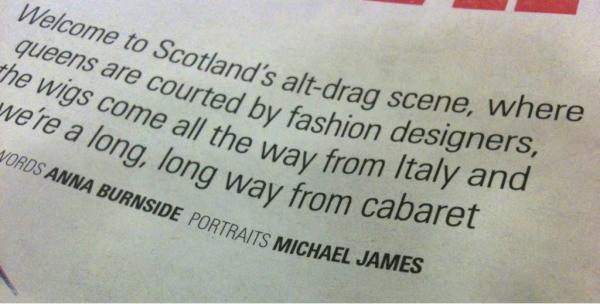 Welcome to Scotland's alt-drag scene, where
queens are courted by fashion designers,
the wigs come all the way from Italy and
we're a long, long way from cabaret
WORDS ANNA BURNSIDE PORTRAITS MICHAEL JAMES